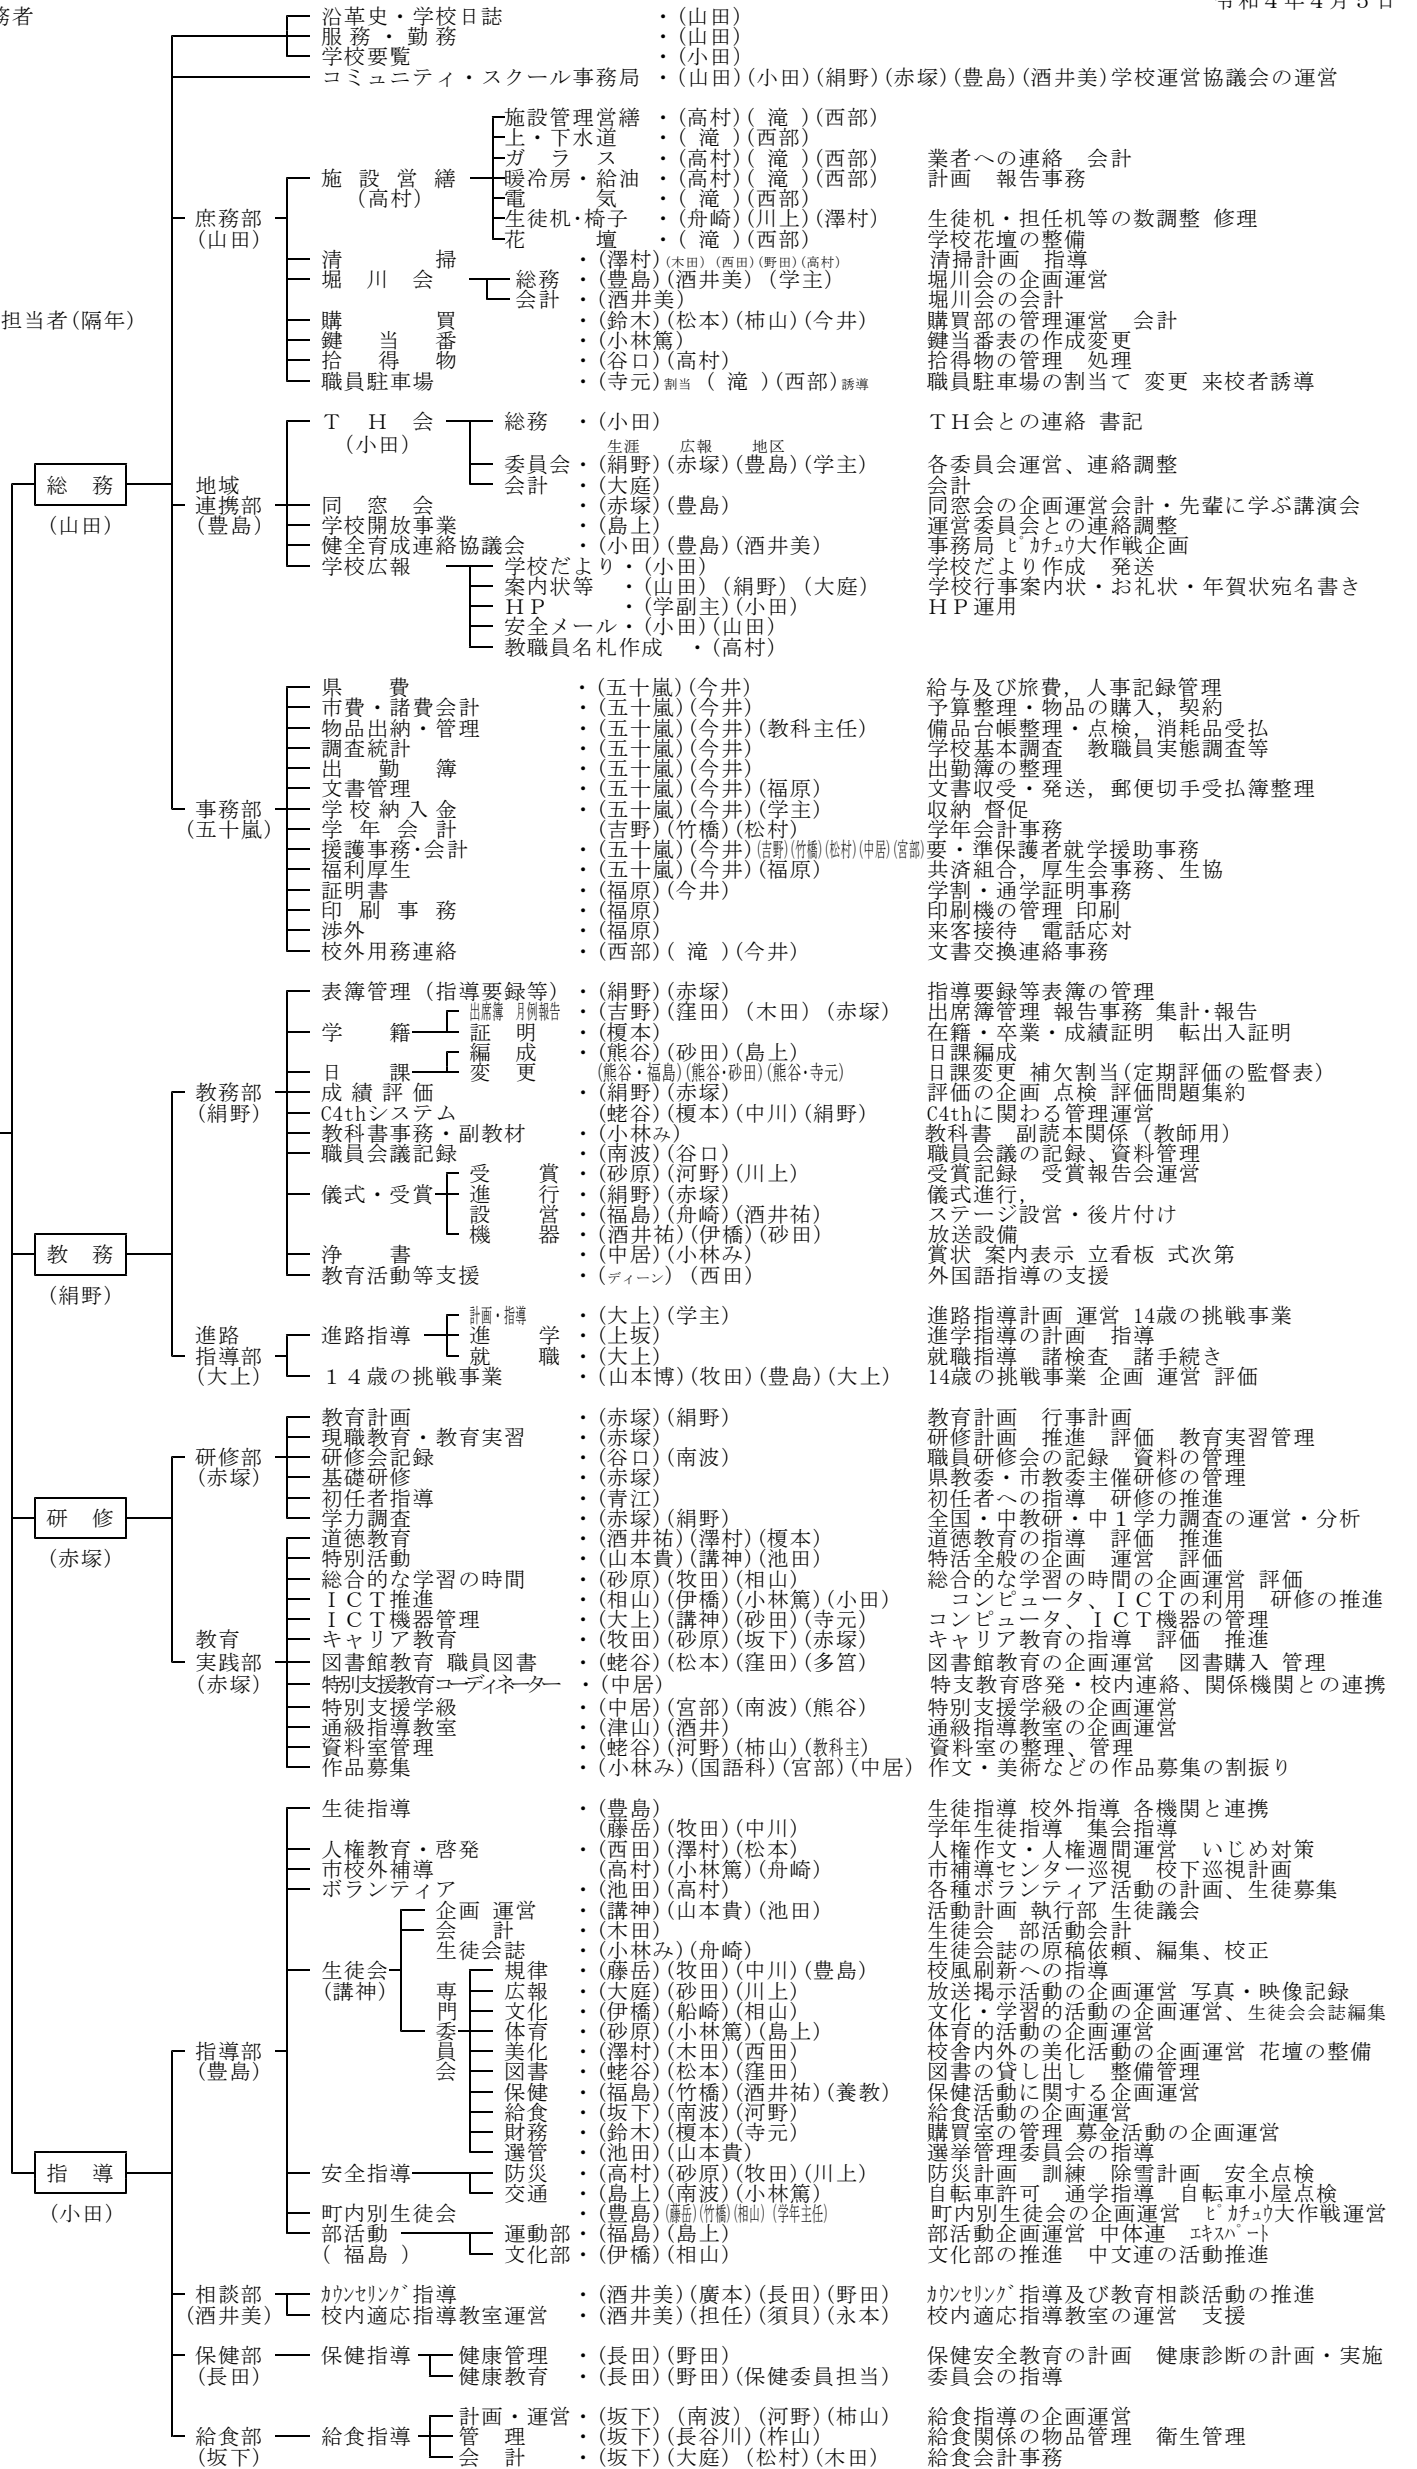 務者
令和４年４月５日
沿革史・学校日誌 ・(山田)
服務・勤務 ・(山田)
学校要覧 ・(小田)
コミュニティ・スクール事務局 ・(山田)(小田)(絹野)(赤塚)(豊島)(酒井美)学校運営協議会の運営
施設管理営繕 ・(高村)( 滝 )(西部)
上・下水道 ・( 滝 )(西部)
ガラス ・(高村)( 滝 )(西部) 業者への連絡 会計
施設営繕 暖冷房・給油 ・(高村)( 滝 )(西部) 計画 報告事務
(高村) 電気 ・( 滝 )(西部)
庶務部 生徒机・椅子 ・(舟崎)(川上)(澤村) 生徒机・担任机等の数調整 修理
(山田) 花壇 ・( 滝 )(西部) 学校花壇の整備
清掃 ・(澤村)(木田)(西田)(野田)(高村) 清掃計画 指導
堀川会 総務 ・(豊島)(酒井美)(学主) 堀川会の企画運営
会計 ・(酒井美) 堀川会の会計
担当者(隔年) 購買 ・(鈴木)(松本)(柿山)(今井) 購買部の管理運営 会計
鍵当番 ・(小林篤) 鍵当番表の作成変更
拾得物 ・(谷口)(高村) 拾得物の管理 処理
職員駐車場 ・(寺元)割当 ( 滝 )(西部)誘導 職員駐車場の割当て 変更 来校者誘導
ＴＨ会 総務 ・(小田) ＴＨ会との連絡 書記
(小田) 生涯 広報 地区
委員会・(絹野)(赤塚)(豊島)(学主) 各委員会運営、連絡調整
総務 地域 会計 ・(大庭) 会計
連携部 同窓会 ・(赤塚)(豊島) 同窓会の企画運営会計・先輩に学ぶ講演会
(山田) (豊島) 学校開放事業 ・(島上) 運営委員会との連絡調整
健全育成連絡協議会 ・(小田)(豊島)(酒井美) 事務局 ﾋﾟｶﾁｭｳ大作戦企画
学校広報 学校だより・(小田) 学校だより作成 発送
案内状等 ・(山田)(絹野)(大庭) 学校行事案内状・お礼状・年賀状宛名書き
ＨＰ ・(学副主)(小田) ＨＰ運用
安全メール・(小田)(山田)
教職員名札作成 ・(高村)
県費 ・(五十嵐)(今井) 給与及び旅費，人事記録管理
市費・諸費会計 ・(五十嵐)(今井) 予算整理・物品の購入，契約
物品出納・管理 ・(五十嵐)(今井)(教科主任) 備品台帳整理・点検，消耗品受払
調査統計 ・(五十嵐)(今井) 学校基本調査 教職員実態調査等
出勤簿 ・(五十嵐)(今井) 出勤簿の整理
文書管理 ・(五十嵐)(今井)(福原) 文書収受・発送，郵便切手受払簿整理
事務部 学校納入金 ・(五十嵐)(今井)(学主) 収納 督促
(五十嵐) 学年会計 (吉野)(竹橋)(松村) 学年会計事務
援護事務・会計 ・(五十嵐)(今井)(吉野)(竹橋)(松村)(中居)(宮部)要・準保護者就学援助事務
福利厚生 ・(五十嵐)(今井)(福原) 共済組合，厚生会事務、生協
証明書 ・(福原)(今井) 学割・通学証明事務
印刷事務 ・(福原) 印刷機の管理 印刷
渉外 ・(福原) 来客接待 電話応対
校外用務連絡 ・(西部)( 滝 )(今井) 文書交換連絡事務
表簿管理（指導要録等）・(絹野)(赤塚) 指導要録等表簿の管理
出席簿 月例報告 ・(吉野)(窪田)(木田)(赤塚) 出席簿管理 報告事務 集計・報告
学籍 証明 ・(榎本) 在籍・卒業・成績証明 転出入証明
編成 ・(熊谷)(砂田)(島上) 日課編成
日課 変更 (熊谷・福島)(熊谷・砂田)(熊谷・寺元) 日課変更 補欠割当(定期評価の監督表)
教務部 成績評価 ・(絹野)(赤塚) 評価の企画 点検 評価問題集約
(絹野) C4thシステム (蛯谷)(榎本)(中川)(絹野) C4thに関わる管理運営
教科書事務・副教材 ・(小林み) 教科書 副読本関係（教師用）
職員会議記録 ・(南波)(谷口) 職員会議の記録、資料管理
受賞 ・(砂原)(河野)(川上) 受賞記録 受賞報告会運営
儀式・受賞 進行 ・(絹野)(赤塚) 儀式進行，
設営 ・(福島)(舟崎)(酒井祐) ステージ設営・後片付け
機器 ・(酒井祐)(伊橋)(砂田) 放送設備
教務 浄書 ・(中居)(小林み) 賞状 案内表示 立看板 式次第
教育活動等支援 ・(ディーン)(西田) 外国語指導の支援
(絹野)
計画・指導 ・(大上)(学主) 進路指導計画 運営 14歳の挑戦事業
進路 進路指導 進学 ・(上坂) 進学指導の計画 指導
指導部 就職 ・(大上) 就職指導 諸検査 諸手続き
(大上) １４歳の挑戦事業 ・(山本博)(牧田)(豊島)(大上) 14歳の挑戦事業 企画 運営 評価
教育計画 ・(赤塚)(絹野) 教育計画 行事計画
現職教育・教育実習 ・(赤塚) 研修計画 推進 評価 教育実習管理
研修部 研修会記録 ・(谷口)(南波) 職員研修会の記録 資料の管理
(赤塚) 基礎研修 ・(赤塚) 県教委・市教委主催研修の管理
初任者指導 ・(青江) 初任者への指導 研修の推進
研修 学力調査 ・(赤塚)(絹野) 全国・中教研・中１学力調査の運営・分析
道徳教育 ・(酒井祐)(澤村)(榎本) 道徳教育の指導 評価 推進
(赤塚) 特別活動 ・(山本貴)(講神)(池田) 特活全般の企画 運営 評価
総合的な学習の時間 ・(砂原)(牧田)(相山) 総合的な学習の時間の企画運営 評価
ＩＣＴ推進 ・(相山)(伊橋)(小林篤)(小田) コンピュータ、ＩＣＴの利用 研修の推進
ＩＣＴ機器管理 ・(大上)(講神)(砂田)(寺元) コンピュータ、ＩＣＴ機器の管理
教育 キャリア教育 ・(牧田)(砂原)(坂下)(赤塚) キャリア教育の指導 評価 推進
実践部 図書館教育 職員図書 ・(蛯谷)(松本)(窪田)(多筥) 図書館教育の企画運営 図書購入 管理
(赤塚) 特別支援教育コーディネーター ・(中居) 特支教育啓発・校内連絡、関係機関との連携
特別支援学級 ・(中居)(宮部)(南波)(熊谷) 特別支援学級の企画運営
通級指導教室 ・(津山)(酒井) 通級指導教室の企画運営
資料室管理 ・(蛯谷)(河野)(柿山)(教科主) 資料室の整理、管理
作品募集 ・(小林み)(国語科)(宮部)(中居) 作文・美術などの作品募集の割振り
生徒指導 ・(豊島) 生徒指導 校外指導 各機関と連携
(藤岳)(牧田)(中川) 学年生徒指導 集会指導
人権教育・啓発 ・(西田)(澤村)(松本) 人権作文・人権週間運営 いじめ対策
市校外補導 (高村)(小林篤)(舟崎) 市補導センター巡視 校下巡視計画
ボランティア ・(池田)(高村) 各種ボランティア活動の計画、生徒募集
企画 運営 ・(講神)(山本貴)(池田) 活動計画 執行部 生徒議会
会計 ・(木田) 生徒会 部活動会計
生徒会誌 ・(小林み)(舟崎) 生徒会誌の原稿依頼、編集、校正
生徒会 規律 ・(藤岳)(牧田)(中川)(豊島) 校風刷新への指導
(講神) 専 広報 ・(大庭)(砂田)(川上) 放送掲示活動の企画運営 写真・映像記録
門 文化 ・(伊橋)(船崎)(相山) 文化・学習的活動の企画運営、生徒会会誌編集
委 体育 ・(砂原)(小林篤)(島上) 体育的活動の企画運営
指導部 員 美化 ・(澤村)(木田)(西田) 校舎内外の美化活動の企画運営 花壇の整備
(豊島) 会 図書 ・(蛯谷)(松本)(窪田) 図書の貸し出し 整備管理
保健 ・(福島)(竹橋)(酒井祐)(養教) 保健活動に関する企画運営
給食 ・(坂下)(南波)(河野) 給食活動の企画運営
財務 ・(鈴木)(榎本)(寺元) 購買室の管理 募金活動の企画運営
選管 ・(池田)(山本貴) 選挙管理委員会の指導
指導 安全指導 防災 ・(高村)(砂原)(牧田)(川上) 防災計画 訓練 除雪計画 安全点検
交通 ・(島上)(南波)(小林篤) 自転車許可 通学指導 自転車小屋点検
(小田) 町内別生徒会 ・(豊島)(藤岳)(竹橋)(相山)(学年主任) 町内別生徒会の企画運営 ﾋﾟｶﾁｭｳ大作戦運営
部活動 運動部・(福島)(島上) 部活動企画運営 中体連 ｴｷｽﾊﾟｰﾄ
( 福島 ) 文化部・(伊橋)(相山) 文化部の推進 中文連の活動推進
相談部 ｶｳﾝｾﾘﾝｸﾞ指導 ・(酒井美)(廣本)(長田)(野田) ｶｳﾝｾﾘﾝｸﾞ指導及び教育相談活動の推進
(酒井美) 校内適応指導教室運営 ・(酒井美)(担任)(須貝)(永本) 校内適応指導教室の運営 支援
保健部 保健指導 健康管理 ・(長田)(野田) 保健安全教育の計画 健康診断の計画・実施
(長田) 健康教育 ・(長田)(野田)(保健委員担当) 委員会の指導
計画・運営・(坂下)(南波)(河野)(柿山) 給食指導の企画運営
給食部 給食指導 管理 ・(坂下)(長谷川)(柞山) 給食関係の物品管理 衛生管理
(坂下) 会計 ・(坂下)(大庭)(松村)(木田) 給食会計事務